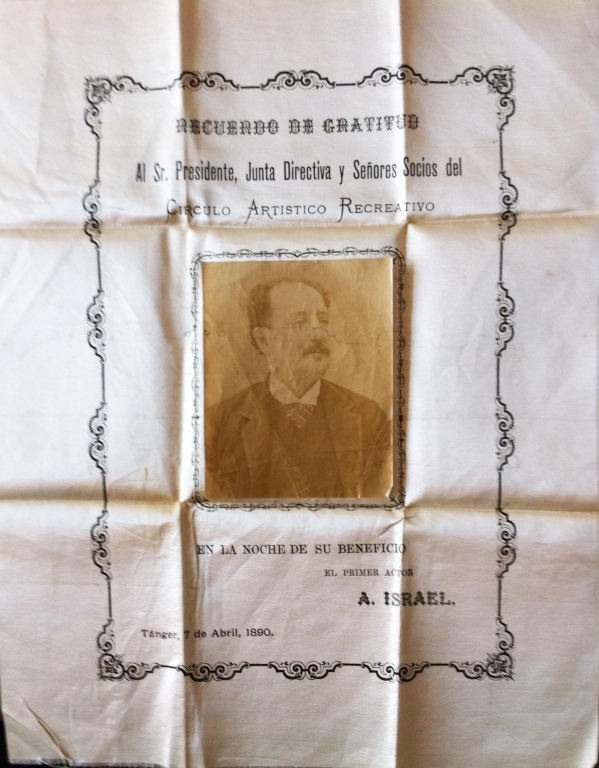 RECUERDO DE GRATITUD
Al Sr. Presidente, Junta Directiva y Señores Socios del
CIRCULO ARTISTICO RECREATIVO
EN LA NOCHE DE SU BENEFICIO
EL PRIMER ACTOR
A. ISRAEL.
Tánger, 7 de Abril, 1890.